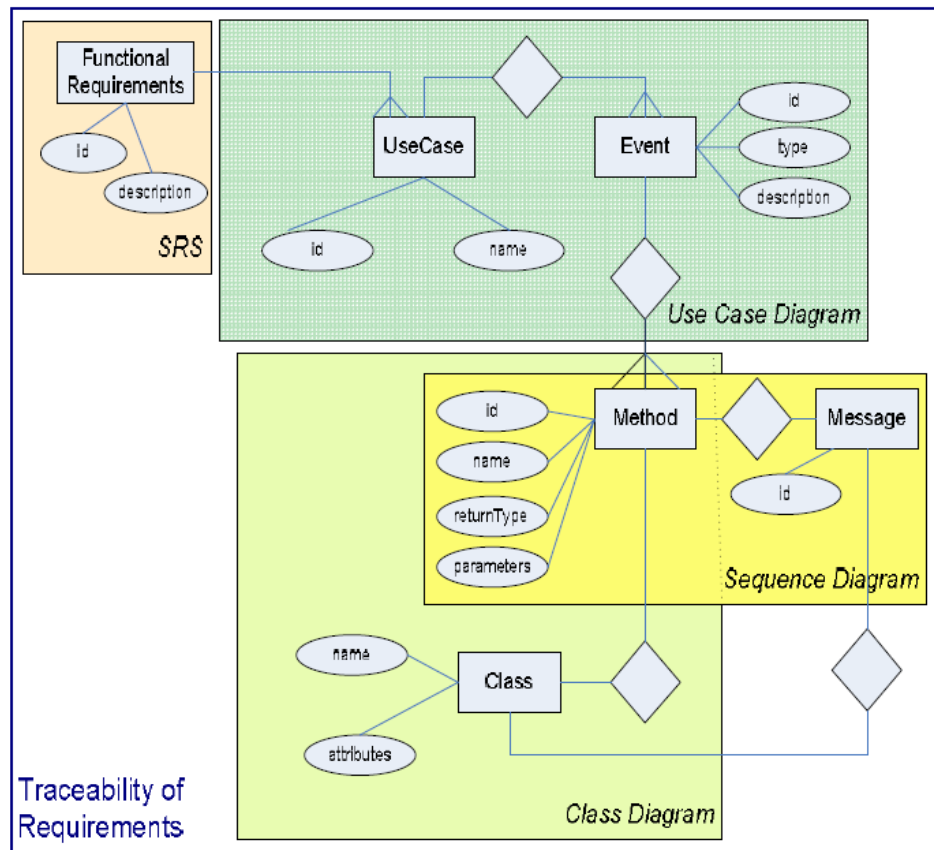 Functional
Requirements
id
description
SRS
UseCase
id
name
Event
id
type
description
Use Case Diagram
id
name
returnType
parameters
Method
Message
id
Sequence Diagram
name
attributes
Class
Class Diagram
Traceability of
Requirements